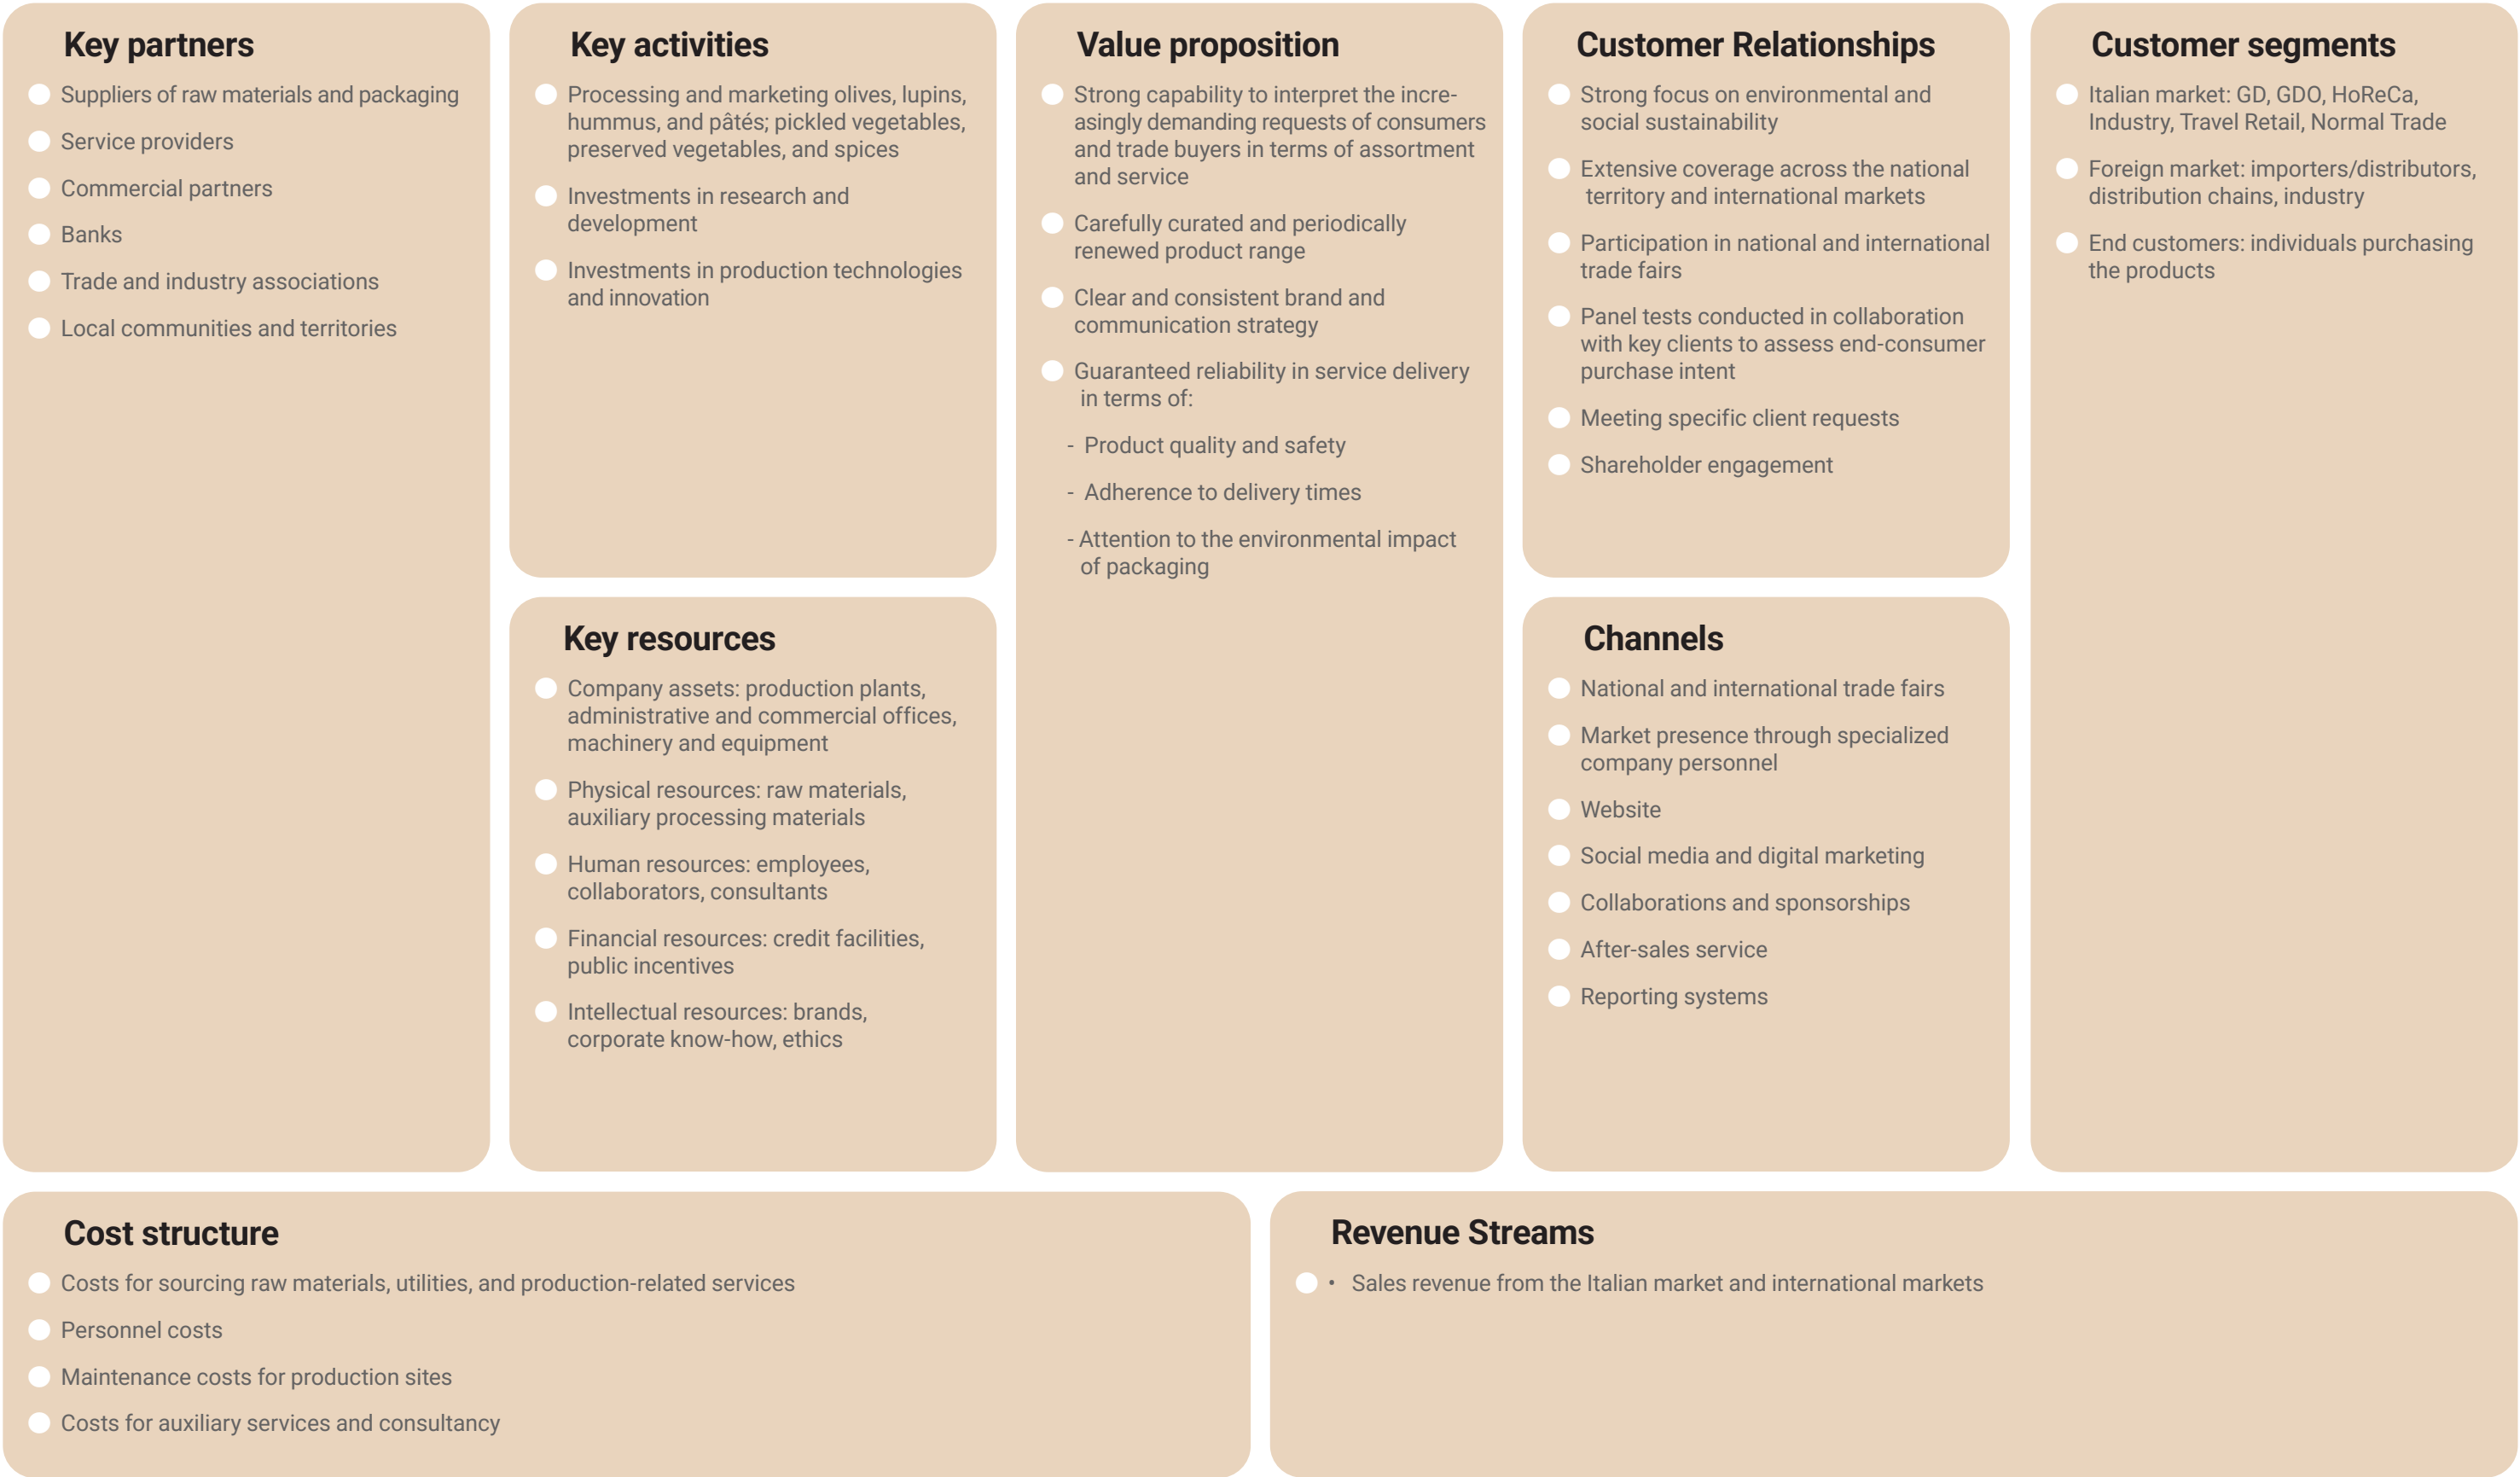 Key partners
Suppliers of raw materials and packaging
Service providers
Commercial partners
Banks
Trade and industry associations
Local communities and territories
Key activities
Processing and marketing olives, lupins,
hummus, and pâtés; pickled vegetables,
preserved vegetables, and spices
Investments in research and
development
Investments in production technologies
and innovation
Key resources
Company assets: production plants,
administrative and commercial offices,
machinery and equipment
Physical resources: raw materials,
auxiliary processing materials
Human resources: employees,
collaborators, consultants
Financial resources: credit facilities,
public incentives
Intellectual resources: brands,
corporate know-how, ethics
Value proposition
Strong capability to interpret the incre-
asingly demanding requests of consumers
and trade buyers in terms of assortment
and service
Carefully curated and periodically
renewed product range
Clear and consistent brand and
communication strategy
Guaranteed reliability in service delivery
in terms of:
- Product quality and safety
- Adherence to delivery times
- Attention to the environmental impact
of packaging
Customer Relationships
Strong focus on environmental and
social sustainability
Extensive coverage across the national
territory and international markets
Participation in national and international
trade fairs
Panel tests conducted in collaboration
with key clients to assess end-consumer
purchase intent
Meeting specific client requests
Shareholder engagement
Channels
National and international trade fairs
Market presence through specialized
company personnel
Website
Social media and digital marketing
Collaborations and sponsorships
After-sales service
Reporting systems
Customer segments
Italian market: GD, GDO, HoReCa,
Industry, Travel Retail, Normal Trade
Foreign market: importers/distributors,
distribution chains, industry
End customers: individuals purchasing
the products
Cost structure
Costs for sourcing raw materials, utilities, and production-related services
Personnel costs
Maintenance costs for production sites
Costs for auxiliary services and consultancy
Revenue Streams
• Sales revenue from the Italian market and international markets